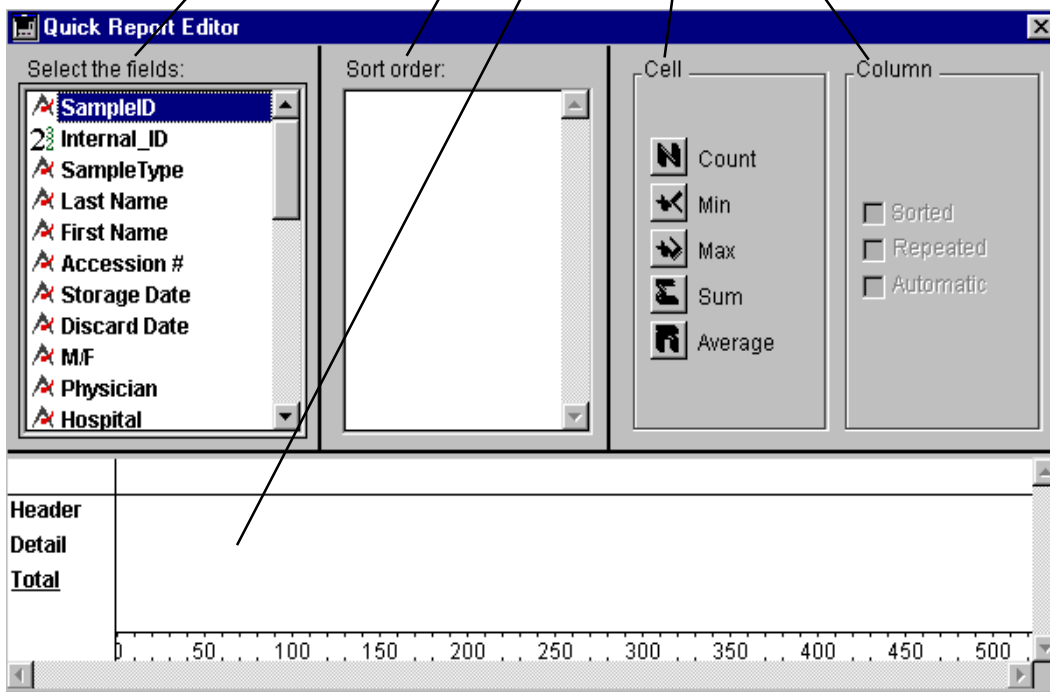 Quick Report Editor
Select the fields:
SampleID
Internal_ID
SampleType
Last Name
First Name
Accession #
Storage Date
Discard Date
M/F
Physician
Hospital
Sort order:
Cell
Count
Min
Max
Sum
Average
Column
Sorted
Repeated
Automatic
Header
Detail
Total
0 50 100 150 200 250 300 350 400 450 500